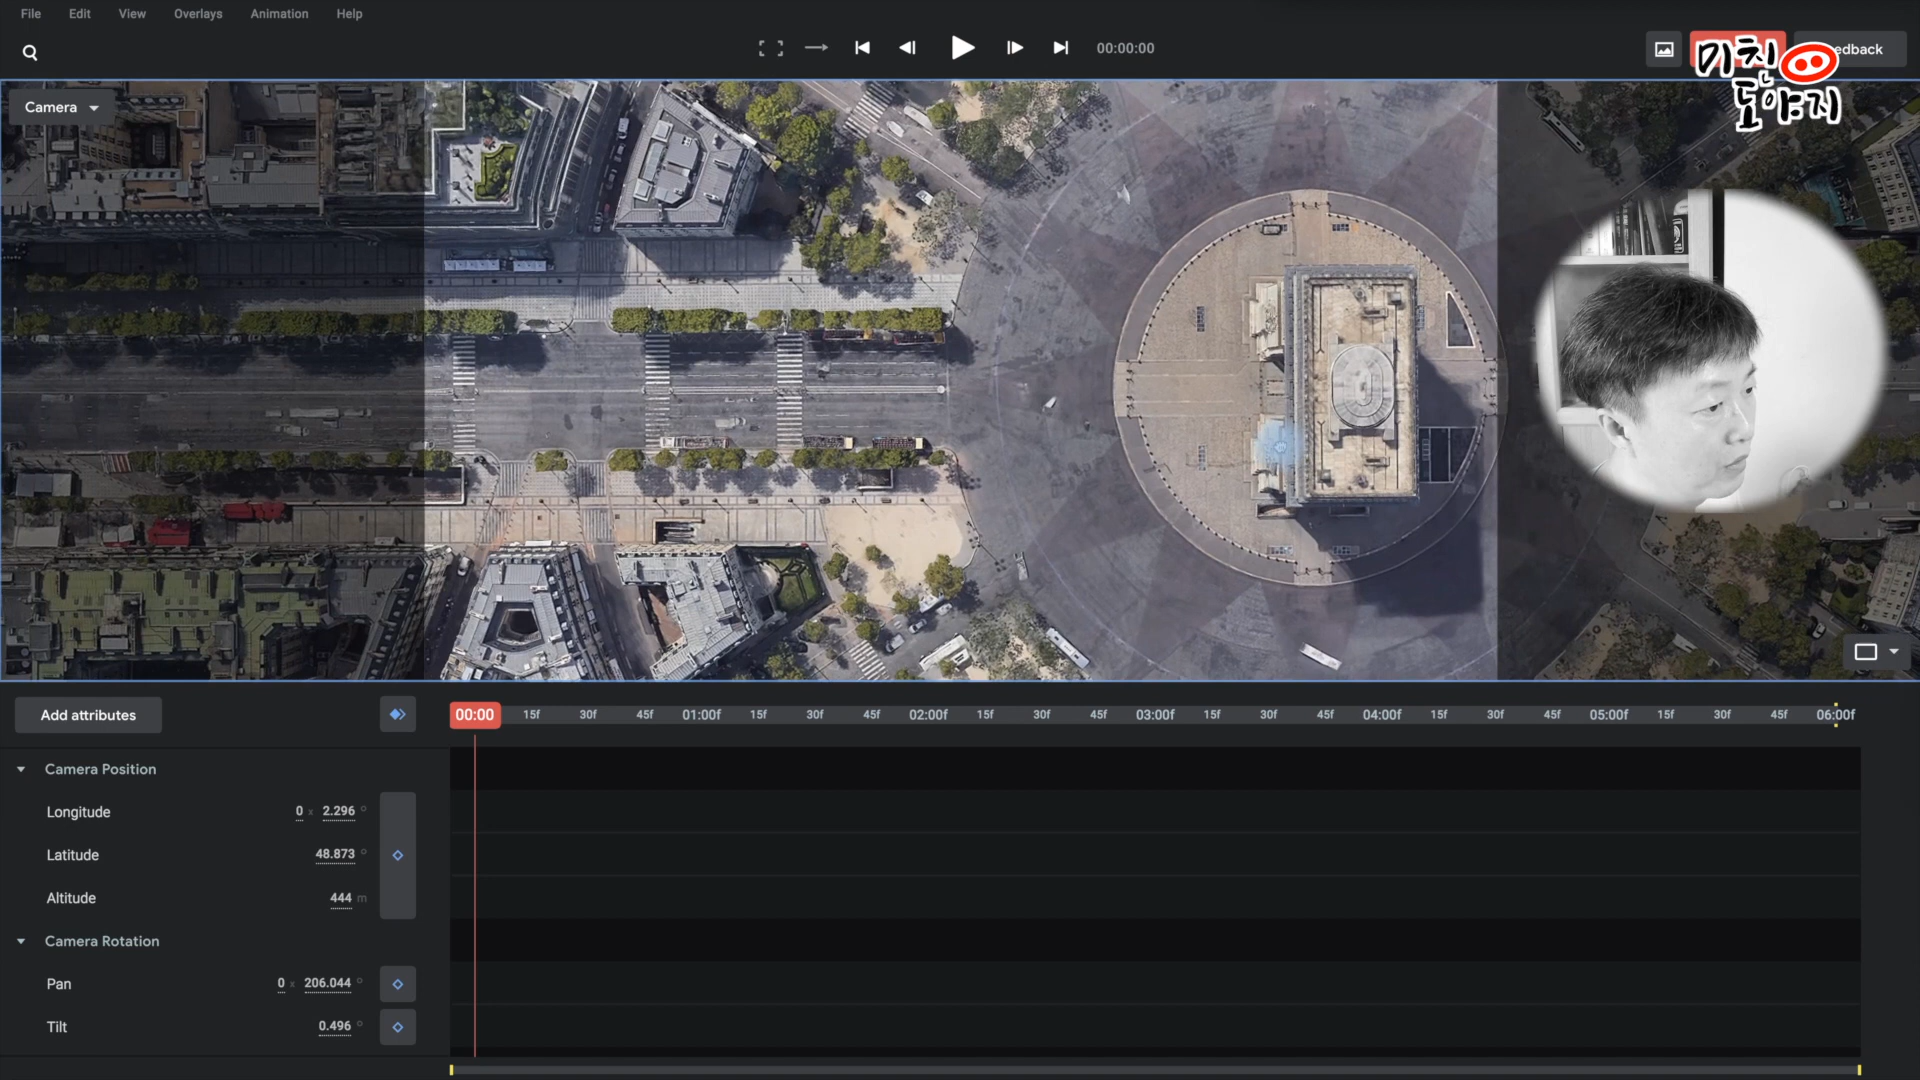 File Edit View Overlays Animation Help
00:00:00
edback
미친
도야지
Camera
Add attributes
00:00 15f 30f 45f 01:00f 15f 30f 45f 02:00f 15f 30f 45f 03:00f 15f 30f 45f 04:00f 15f 30f 45f 05:00f 15f 30f 45f 06:00f
Camera Position
Longitude 0 x 2.296 °
Latitude 48.873 °
Altitude 444 m
Camera Rotation
Pan 0 x 206.044 °
Tilt 0.496 °